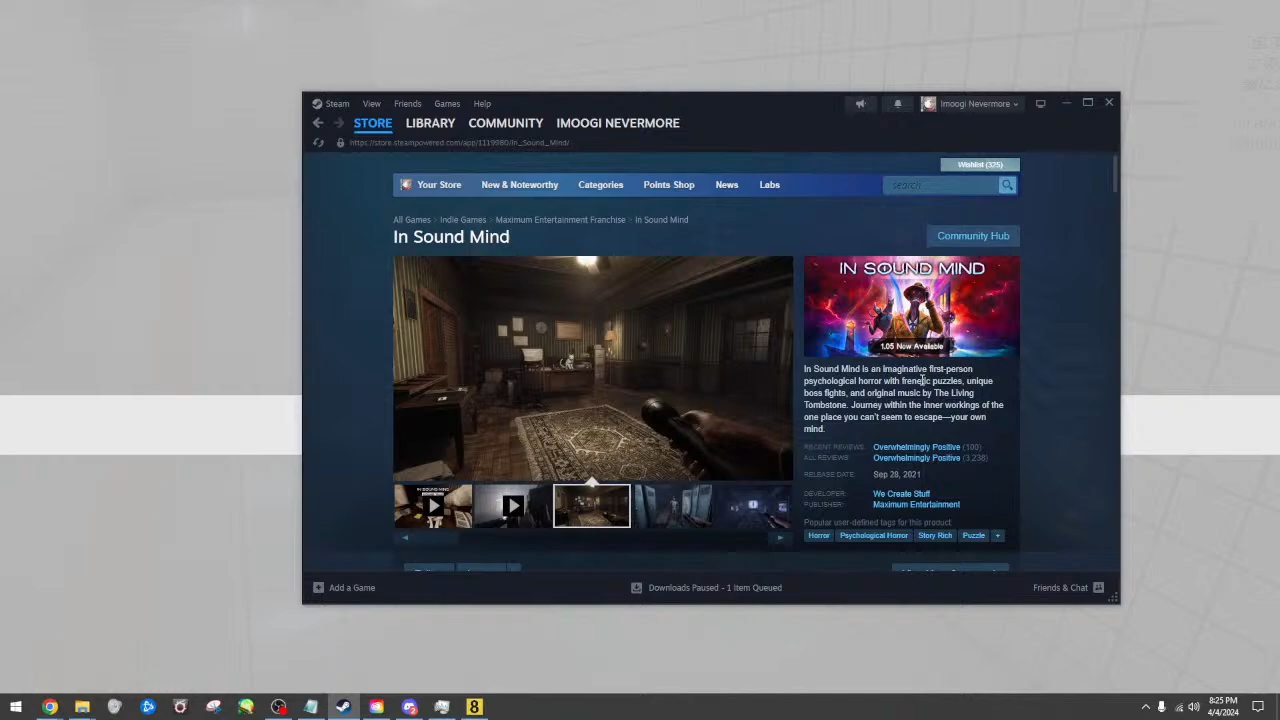 Steam View Friends Games Help
Imoogi Nevermore
STORE LIBRARY COMMUNITY IMOOGI NEVERMORE
https://store.steampowered.com/app/1119980/In_Sound_Mind/
Wishlist (325)
Your Store New & Noteworthy Categories Points Shop News Labs
search
All Games > Indie Games > Maximum Entertainment Franchise > In Sound Mind
In Sound Mind
Community Hub
IN SOUND MIND
1.05 Now Available
In Sound Mind is an imaginative first-person
psychological horror with frenetic puzzles, unique
boss fights, and original music by The Living
Tombstone. Journey within the inner workings of the
one place you can't seem to escape—your own
mind.
RECENT REVIEWS: Overwhelmingly Positive (100)
ALL REVIEWS: Overwhelmingly Positive (3,238)
RELEASE DATE: Sep 28, 2021
DEVELOPER: We Create Stuff
PUBLISHER: Maximum Entertainment
Popular user-defined tags for this product
Horror Psychological Horror Story Rich Puzzle +
Add a Game
Downloads Paused - 1 Item Queued
Friends & Chat
8
8:25 PM
4/4/2024